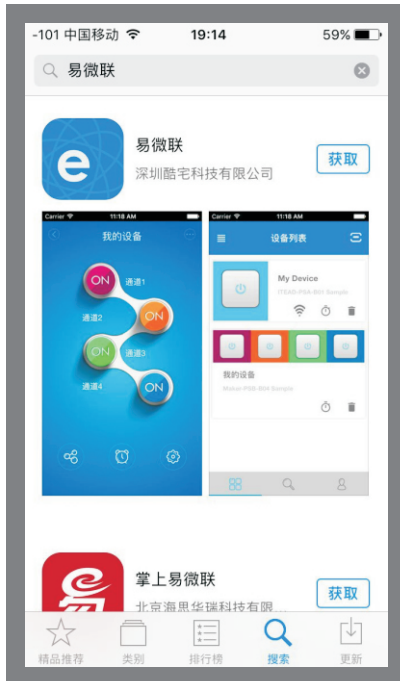 -101 中国移动 19:14 59%
易微联
易微联
深圳酷宅科技有限公司
获取
Carrier 11:18 AM
我的设备
ON 通道1
通道2 ON
ON 通道3
通道4 ON
Carrier 11:18 AM
设备列表
My Device
ITEAD-PSA-B01 Sample
我的设备
掌上易微联
北京海思华瑞科技有限...
获取
精品推荐 类别 排行榜 搜索 更新